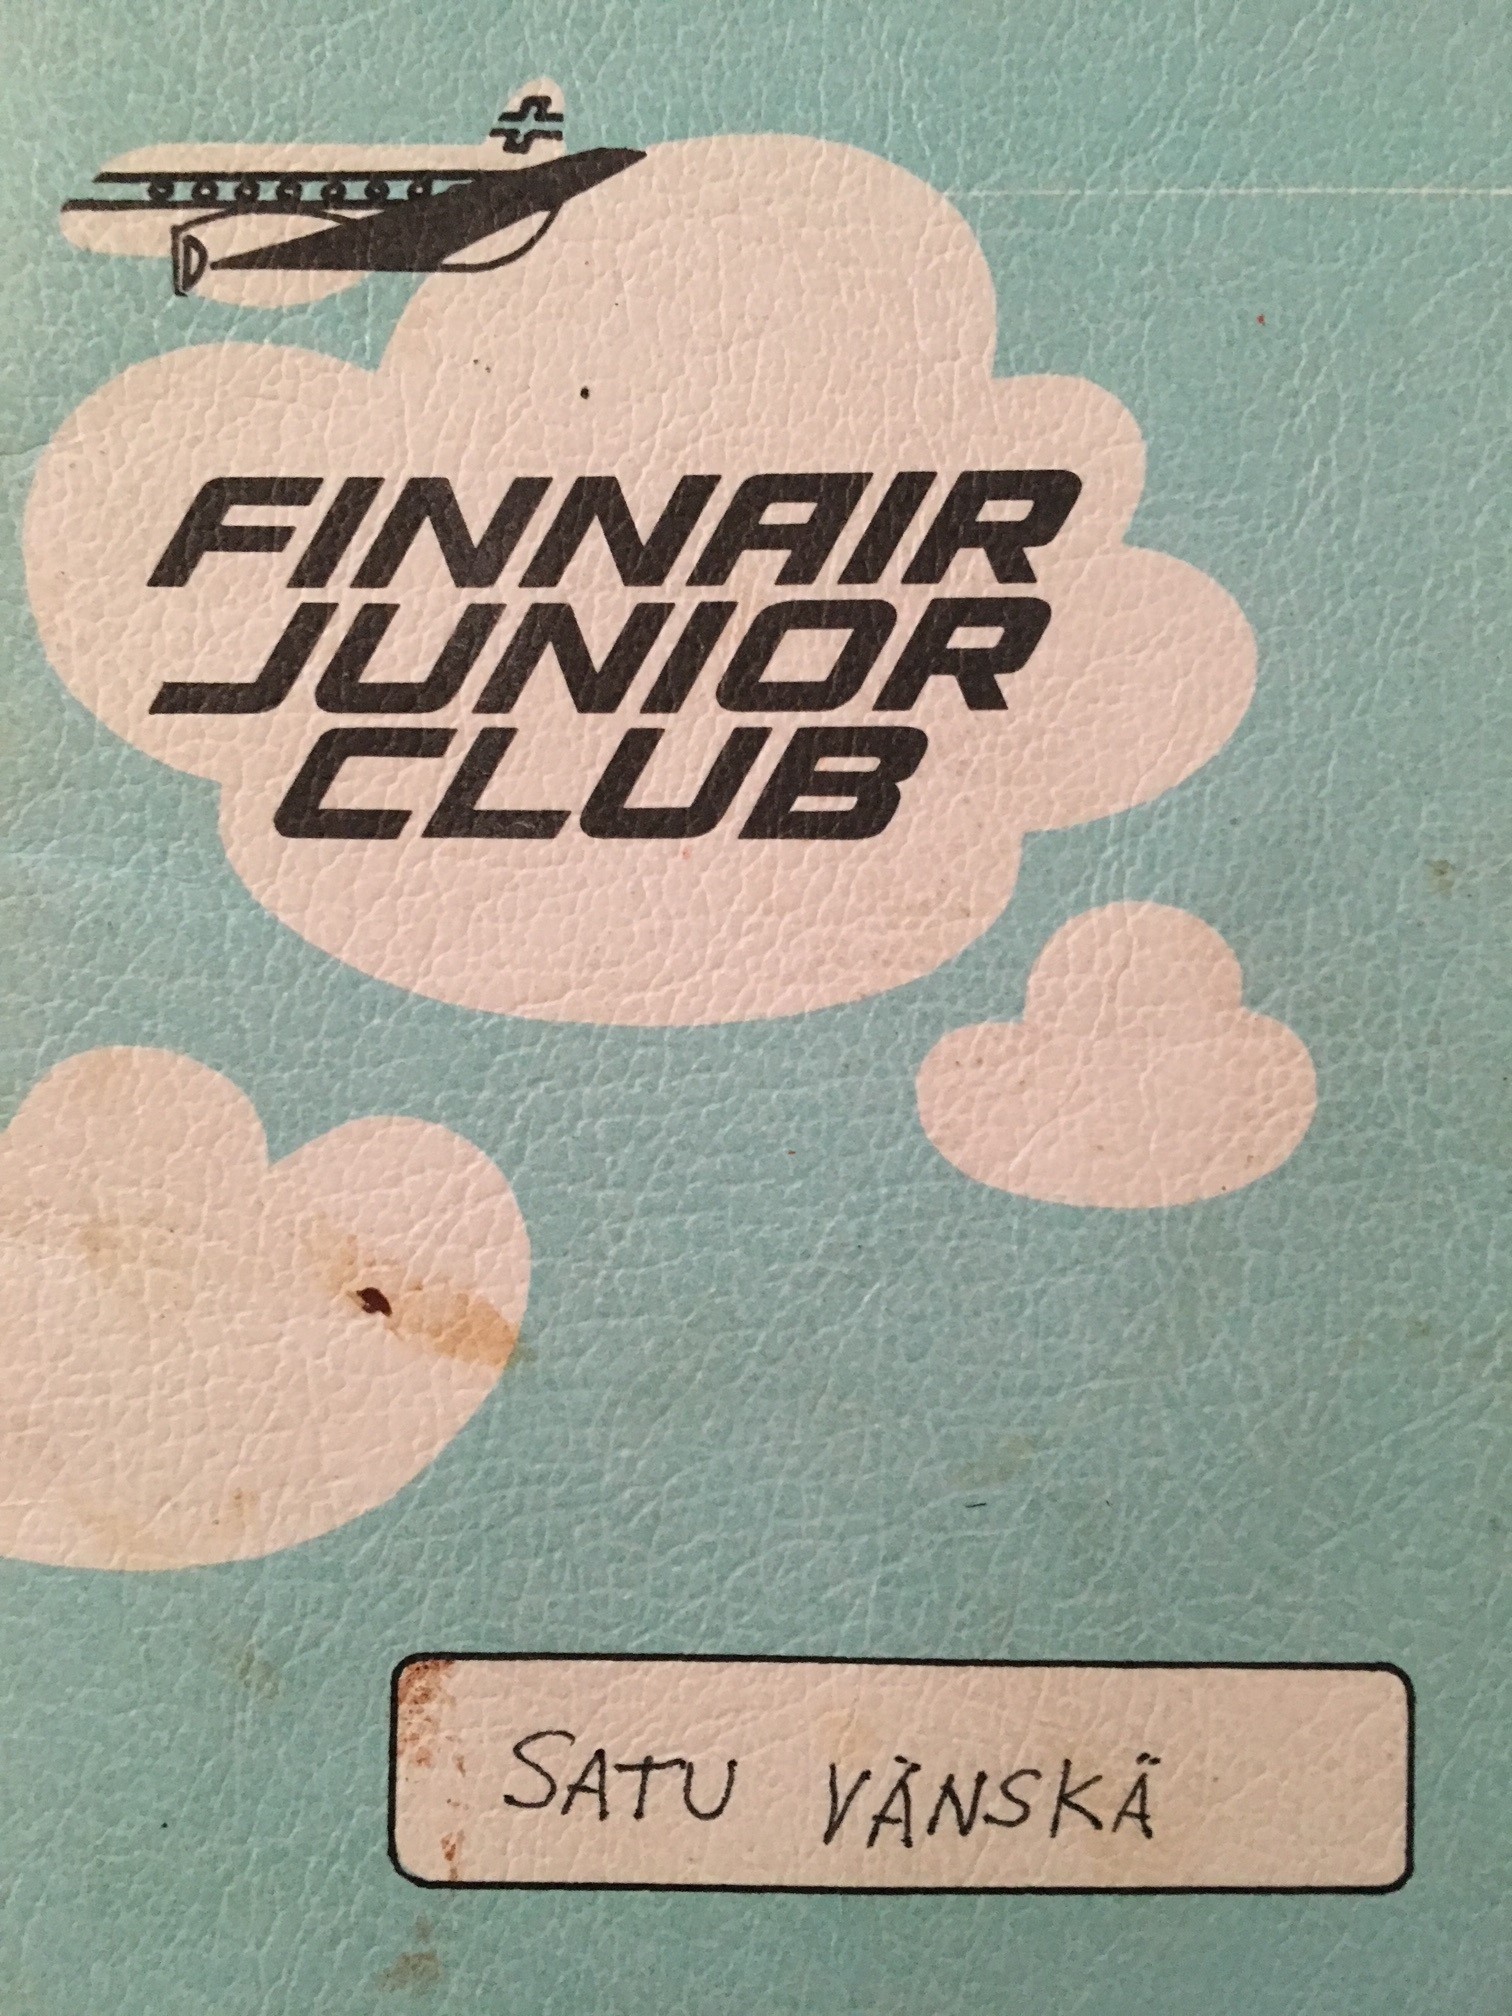 FINNAIR
JUNIOR
CLUB
SATU VÄNSKÄ